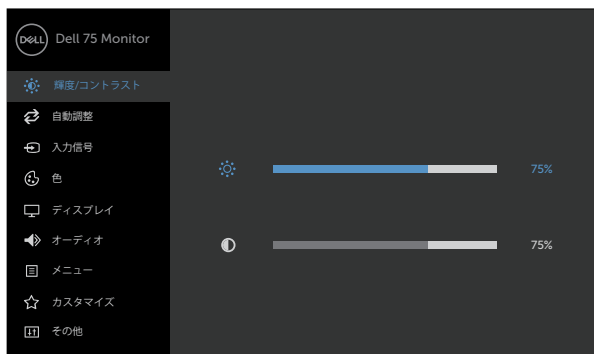 DELL Dell 75 Monitor
輝度/コントラスト
自動調整
入力信号
色
75%
ディスプレイ
オーディオ
75%
メニュー
カスタマイズ
その他